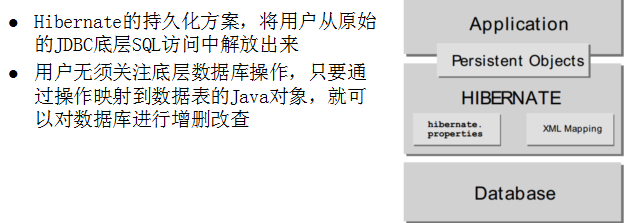 ● Hibernate的持久化方案，将用户从原始
的JDBC底层SQL访问中解放出来
● 用户无须关注底层数据库操作，只要通
过操作映射到数据表的Java对象，就可
以对数据库进行增删改查
Application
Persistent Objects
HIBERNATE
hibernate.
properties
XML Mapping
Database